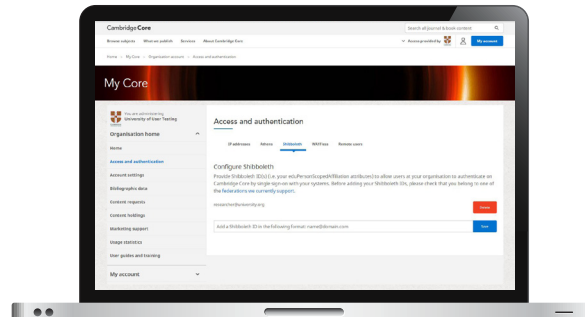 Cambridge Core
Search all journal & book content
Browse subjects What we publish Services About Cambridge Core
Access provided by
My account
Home > My Core > Organisation account > Access and authentication
My Core
You are administering
University of User Testing
Organisation home
Home
Access and authentication
Account settings
Bibliographic data
Content requests
Content holdings
Marketing support
Usage statistics
User guides and training
My account
Access and authentication
IP addresses Athens Shibboleth WAYFless Remote users
Configure Shibboleth
Provide Shibboleth ID(s) (i.e. your eduPersonScopedAffiliation attributes) to allow users at your organisation to authenticate on
Cambridge Core by single sign-on with your systems. Before adding your Shibboleth IDs, please check that you belong to one of
the federations we currently support.
researcher@university.org
Delete
Add a Shibboleth ID in the following format: name@domain.com
Save